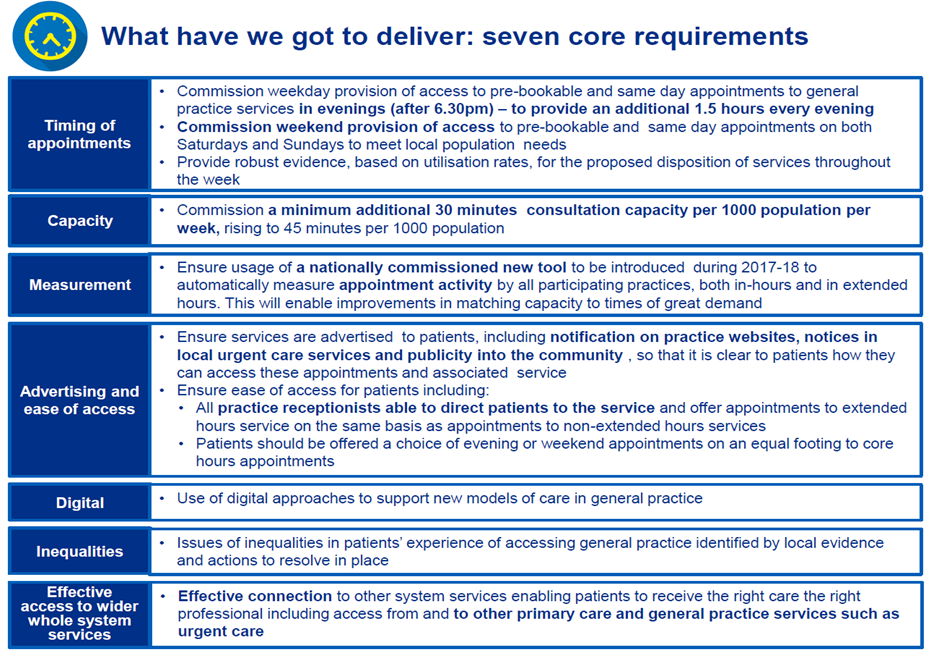 What have we got to deliver: seven core requirements
Timing of
appointments
• Commission weekday provision of access to pre-bookable and same day appointments to general
practice services in evenings (after 6.30pm) – to provide an additional 1.5 hours every evening
• Commission weekend provision of access to pre-bookable and same day appointments on both
Saturdays and Sundays to meet local population needs
• Provide robust evidence, based on utilisation rates, for the proposed disposition of services throughout
the week
Capacity
• Commission a minimum additional 30 minutes consultation capacity per 1000 population per
week, rising to 45 minutes per 1000 population
Measurement
• Ensure usage of a nationally commissioned new tool to be introduced during 2017-18 to
automatically measure appointment activity by all participating practices, both in-hours and in extended
hours. This will enable improvements in matching capacity to times of great demand
Advertising and
ease of access
• Ensure services are advertised to patients, including notification on practice websites, notices in
local urgent care services and publicity into the community , so that it is clear to patients how they
can access these appointments and associated service
• Ensure ease of access for patients including:
• All practice receptionists able to direct patients to the service and offer appointments to extended
hours service on the same basis as appointments to non-extended hours services
• Patients should be offered a choice of evening or weekend appointments on an equal footing to core
hours appointments
Digital
• Use of digital approaches to support new models of care in general practice
Inequalities
• Issues of inequalities in patients’ experience of accessing general practice identified by local evidence
and actions to resolve in place
Effective
access to wider
whole system
services
• Effective connection to other system services enabling patients to receive the right care the right
professional including access from and to other primary care and general practice services such as
urgent care